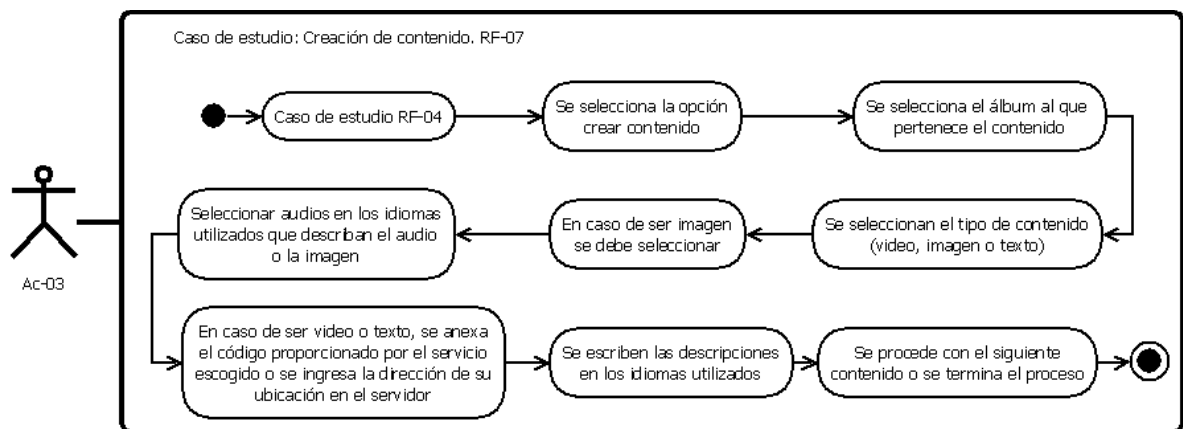 Caso de estudio: Creación de contenido. RF-07
Caso de estudio RF-04
Se selecciona la opción
crear contenido
Se selecciona el álbum al que
pertenece el contenido
Se seleccionan el tipo de contenido
(video, imagen o texto)
En caso de ser imagen
se debe seleccionar
Seleccionar audios en los idiomas
utilizados que describan el audio
o la imagen
Ac-03
En caso de ser video o texto, se anexa
el código proporcionado por el servicio
escogido o se ingresa la dirección de su
ubicación en el servidor
Se escriben las descripciones
en los idiomas utilizados
Se procede con el siguiente
contenido o se termina el proceso